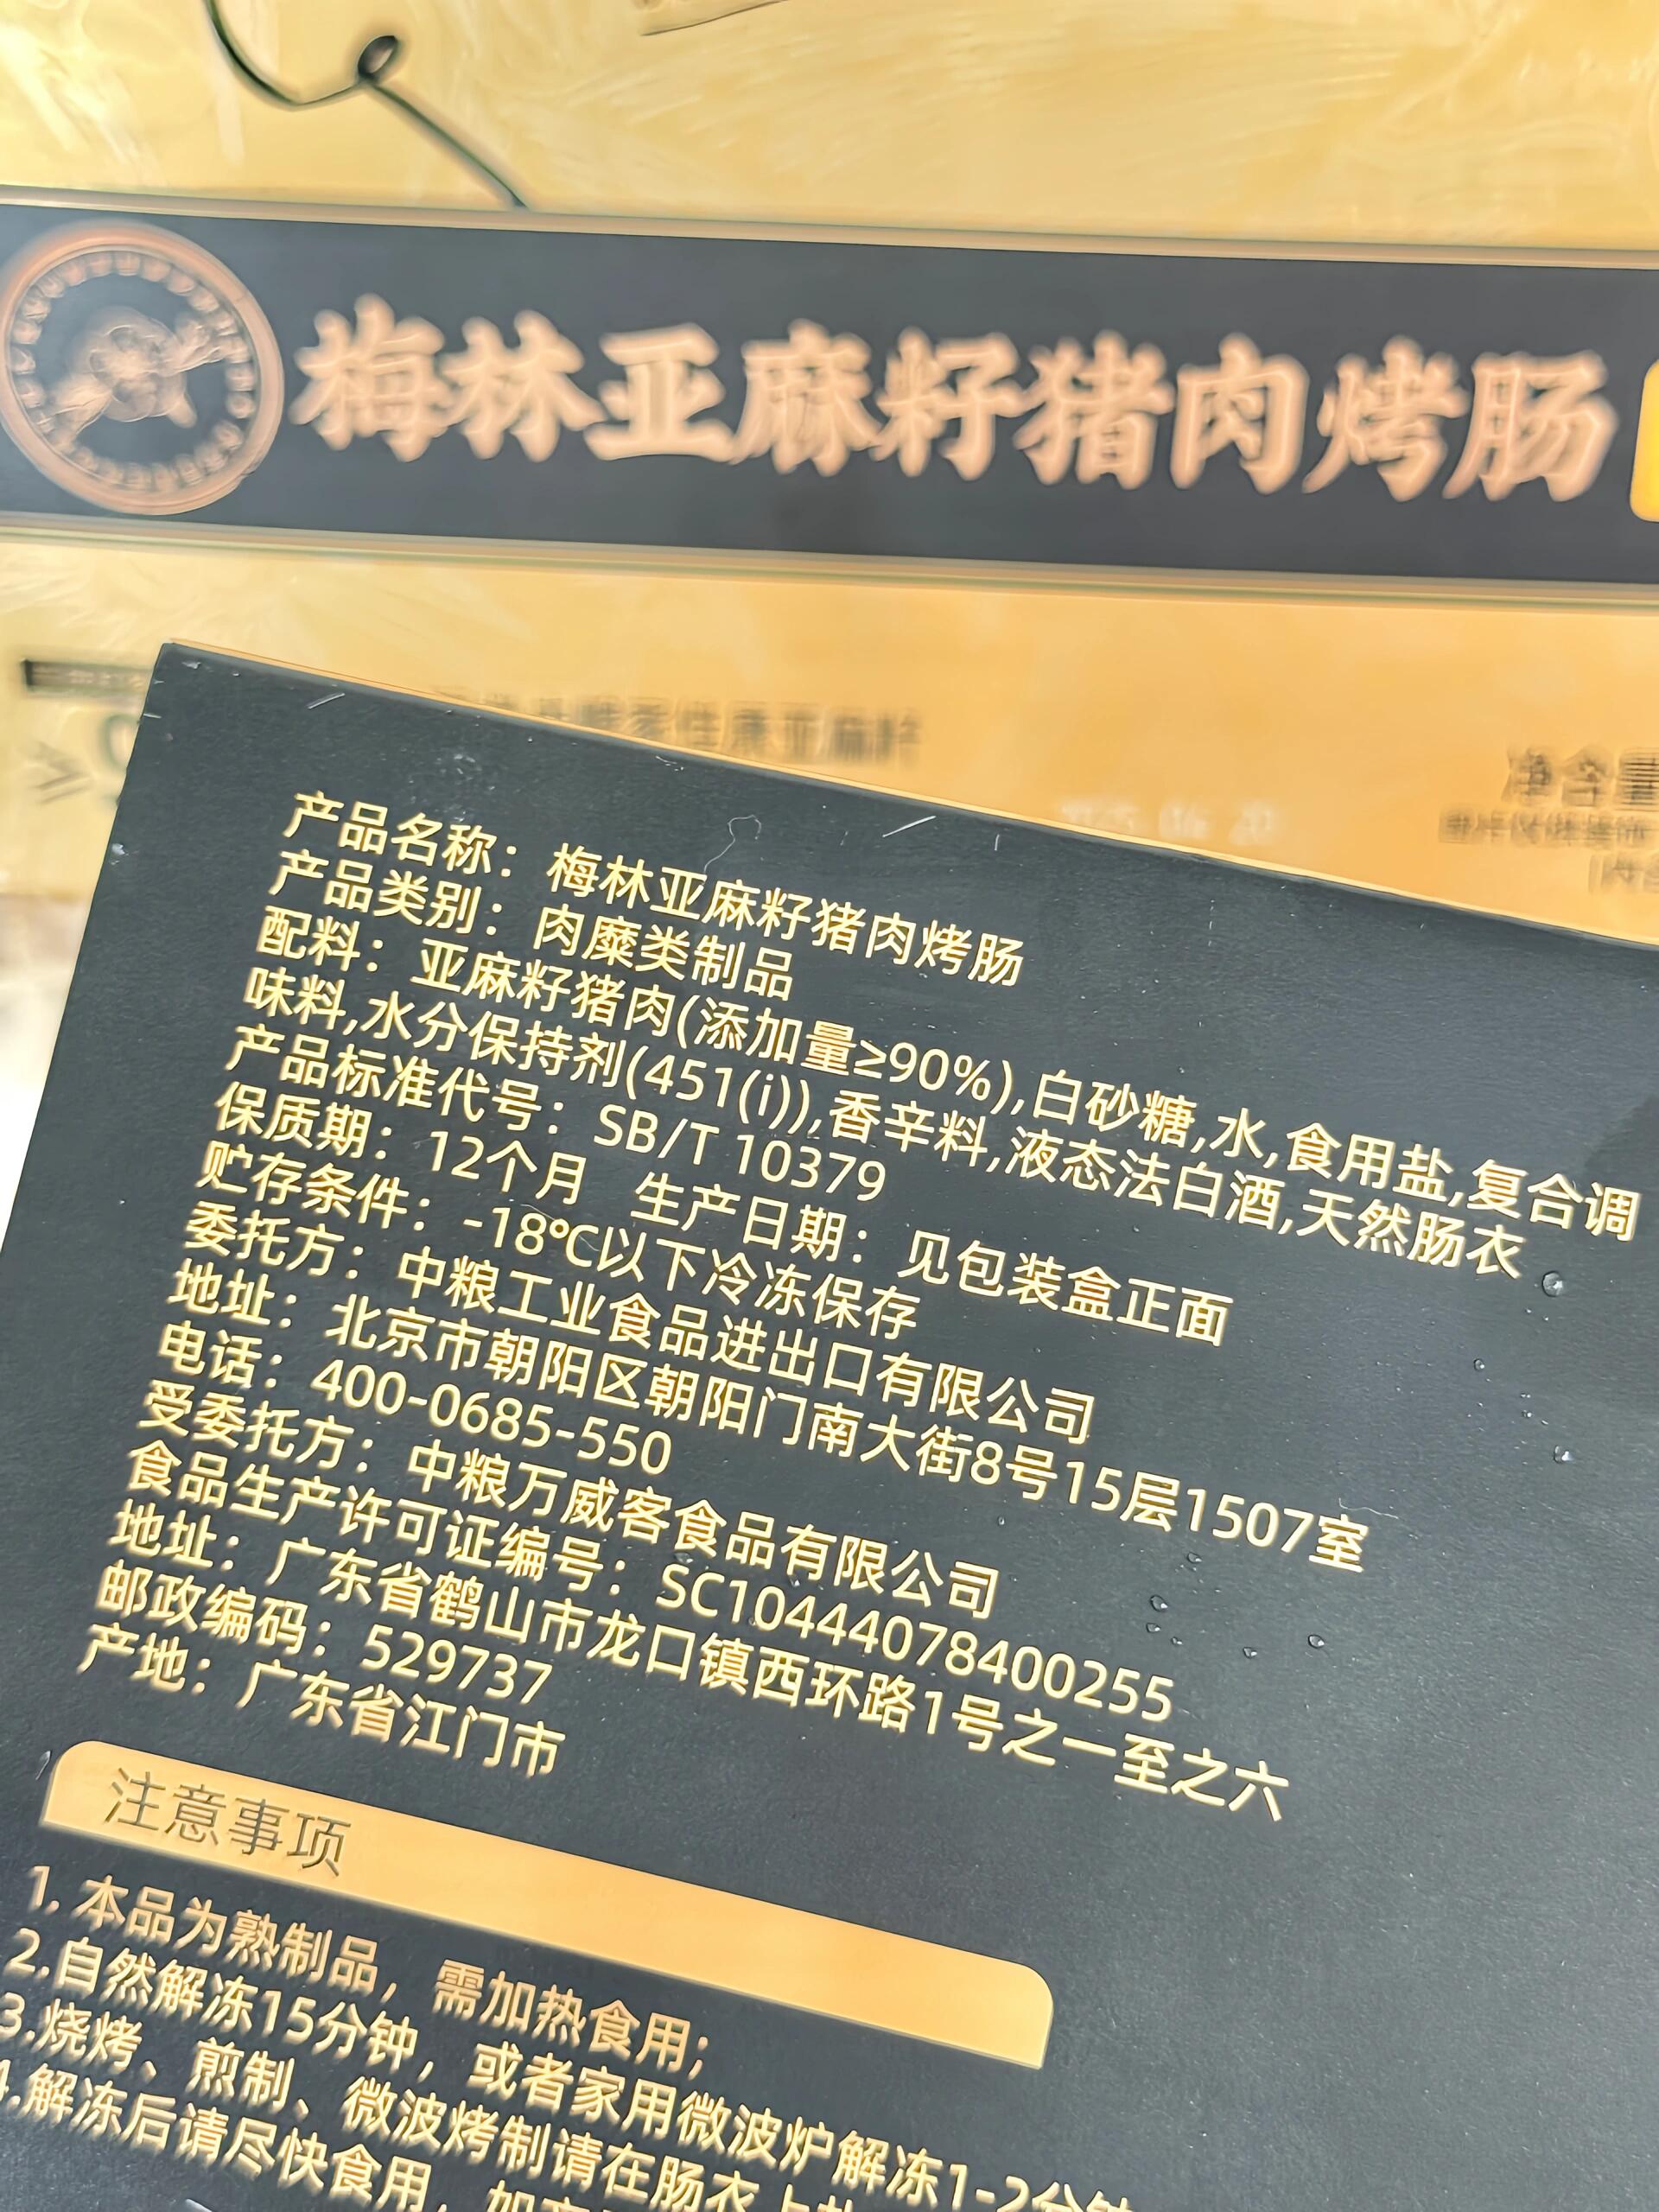 梅林亚麻籽猪肉烤肠
净含量
产品名称：梅林亚麻籽猪肉烤肠
产品类别：肉糜类制品
配料：亚麻籽猪肉(添加量≥90%),白砂糖,水,食用盐,复合调
味料,水分保持剂(451(i)),香辛料,液态法白酒,天然肠衣
产品标准代号：SB/T 10379
保质期：12个月 生产日期：见包装盒正面
贮存条件：-18℃以下冷冻保存
委托方：中粮工业食品进出口有限公司
地址：北京市朝阳区朝阳门南大街8号15层1507室
电话：400-0685-550
受委托方：中粮万威客食品有限公司
食品生产许可证编号：SC10444078400255
地址：广东省鹤山市龙口镇西环路1号之一至之六
邮政编码：529737
产地：广东省江门市
注意事项
1. 本品为熟制品，需加热食用；
2.自然解冻15分钟，或者家用微波炉解冻1-2分钟
3.烧烤、煎制、微波烤制请在肠衣上
4.解冻后请尽快食用，如